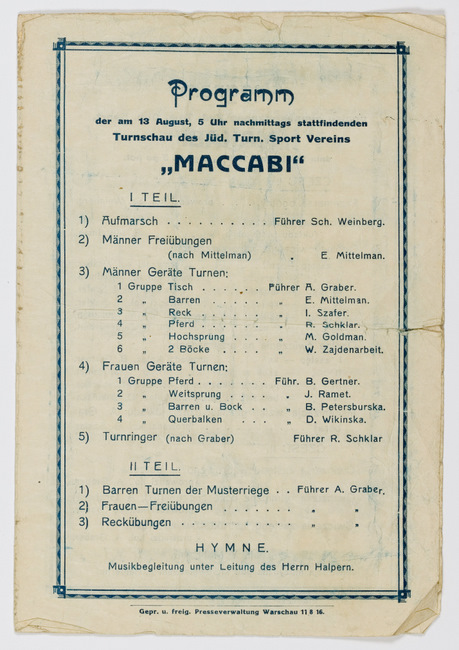 Programm
der am 13 August, 5 Uhr nachmittags stattfindenden
Turnschau des Jüd. Turn. Sport Vereins
„MACCABI“
I TEIL.
1) Aufmarsch . . . . . . . . . . Führer Sch. Weinberg.
2) Männer Freiübungen
(nach Mittelman) „ E. Mittelman.
3) Männer Geräte Turnen:
1 Gruppe Tisch . . . . . . . Führer A. Graber.
2 „ Barren . . . . . „ E. Mittelman.
3 „ Reck . . . . . . „ I. Szafer.
4 „ Pferd . . . . . . „ R. Schklar.
5 „ Hochsprung . . . . „ M. Goldman.
6 „ 2 Böcke . . . . . „ W. Zajdenarbeit.
4) Frauen Geräte Turnen:
1 Gruppe Pferd . . . . . . . Führ. B. Gertner.
2 „ Weitsprung . . . . „ J. Ramet.
3 „ Barren u. Bock . . „ B. Petersburska.
4 „ Querbalken . . . „ D. Wikinska.
5) Turnringer (nach Graber) Führer R. Schklar
II TEIL.
1) Barren Turnen der Musterriege . . Führer A. Graber.
2) Frauen—Freiübungen . . . . . . . „ „
3) Reckübungen . . . . . . . . . . „ „
HYMNE.
Musikbegleitung unter Leitung des Herrn Halpern.
Gepr. u. freig. Presseverwaltung Warschau 11 8 16.